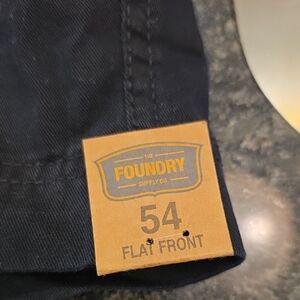 THE
FOUNDRY
SUPPLY CO.
54
FLAT FRONT